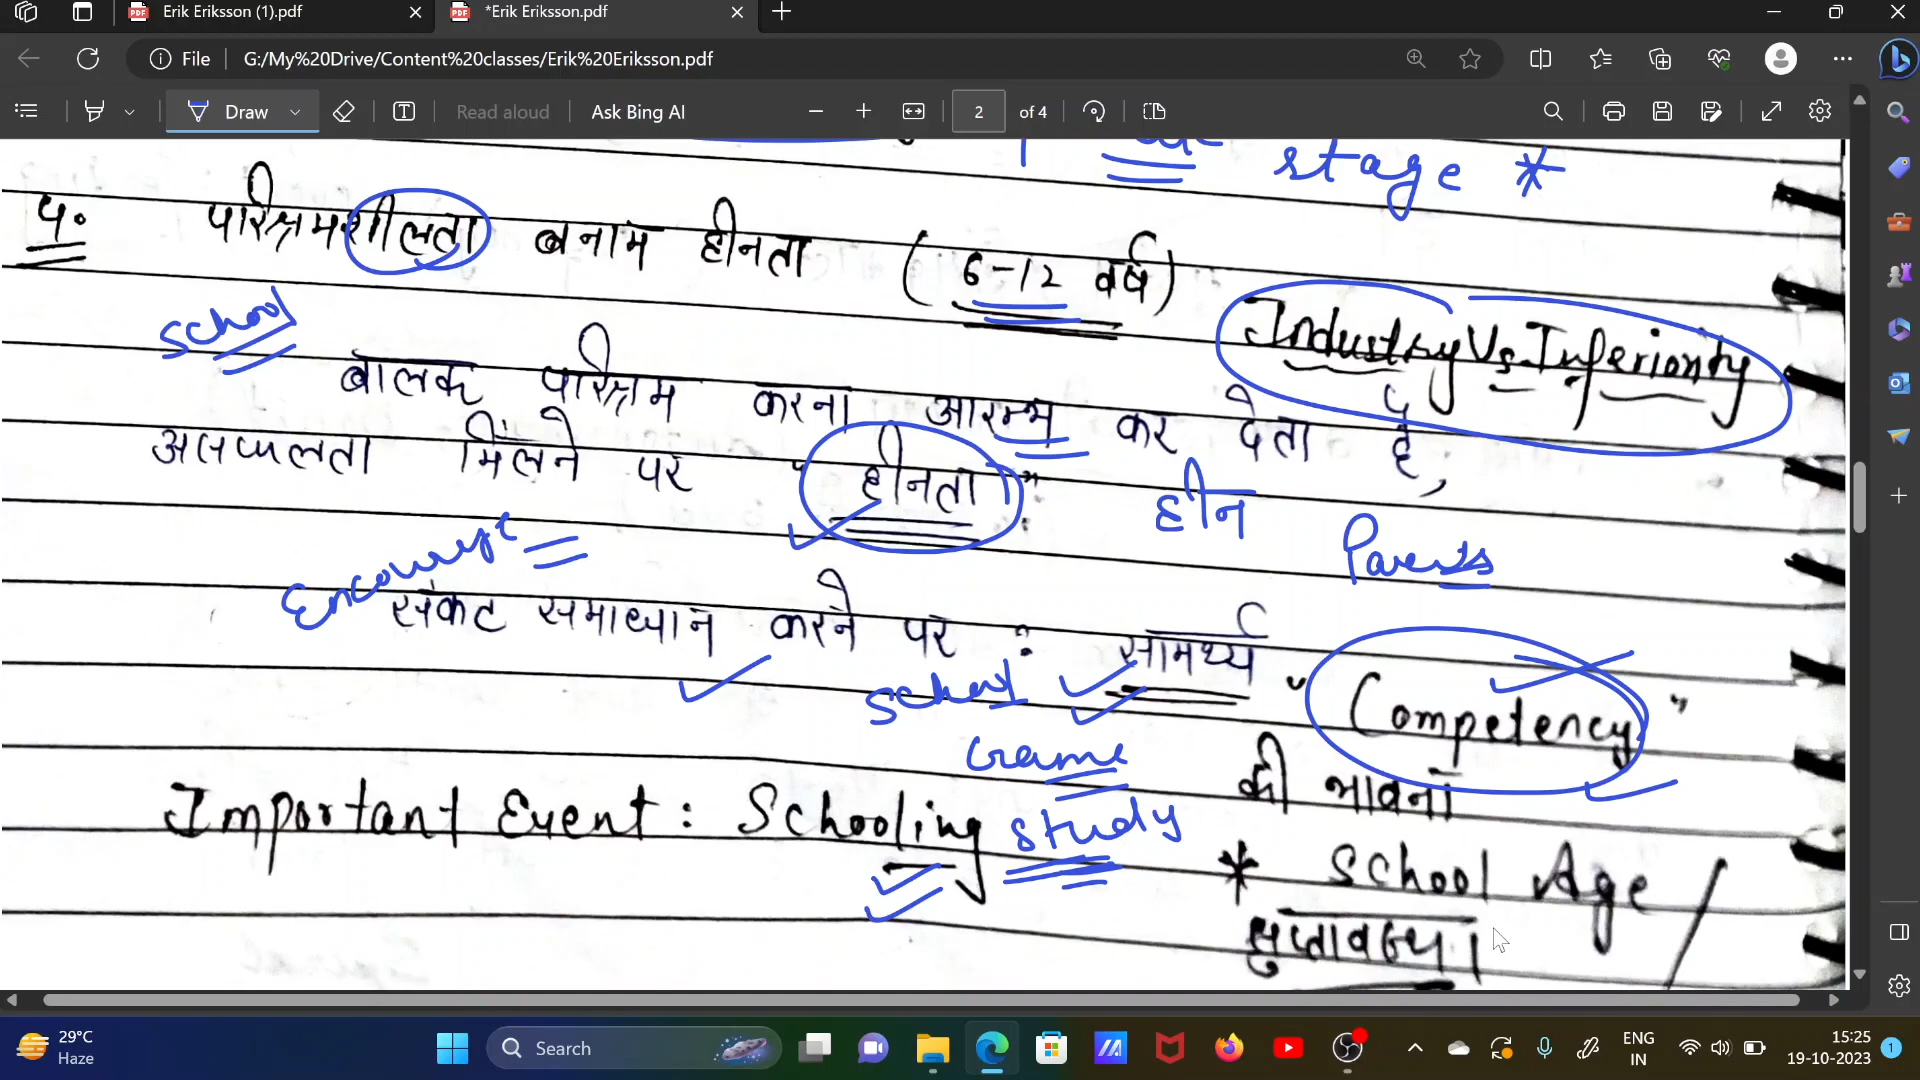 Erik Eriksson (1).pdf
*Erik Eriksson.pdf
File
G:/My%20Drive/Content%20classes/Erik%20Eriksson.pdf
Draw
Read aloud
Ask Bing AI
2 of 4
stage *
परिश्रमशीलता बनाम हीनता (6-12 वर्ष)
School
Industry Vs Inferiority
बालक परिश्रम करना आरम्भ कर देता है,
असफलता मिलने पर "हीनता" हीन
Parents
संकट समाधान करने पर : सामर्थ्य
School
"Competency"
Game
की भावना
Important Event : Schooling study
* School Age /
29°C
Haze
Search
ENG
IN
15:25
19-10-2023
1